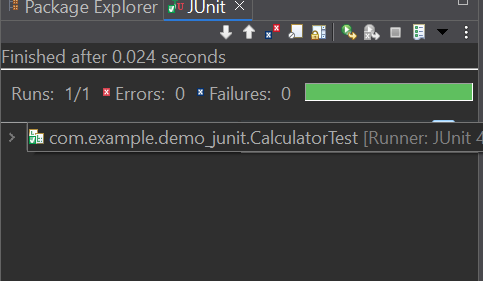 Package Explorer JUnit
Finished after 0.024 seconds
Runs: 1/1 Errors: 0 Failures: 0
com.example.demo_junit.CalculatorTest [Runner: JUnit 4